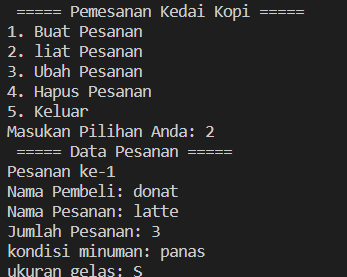 ===== Pemesanan Kedai Kopi =====
1. Buat Pesanan
2. liat Pesanan
3. Ubah Pesanan
4. Hapus Pesanan
5. Keluar
Masukan Pilihan Anda: 2
===== Data Pesanan =====
Pesanan ke-1
Nama Pembeli: donat
Nama Pesanan: latte
Jumlah Pesanan: 3
kondisi minuman: panas
ukuran gelas: S